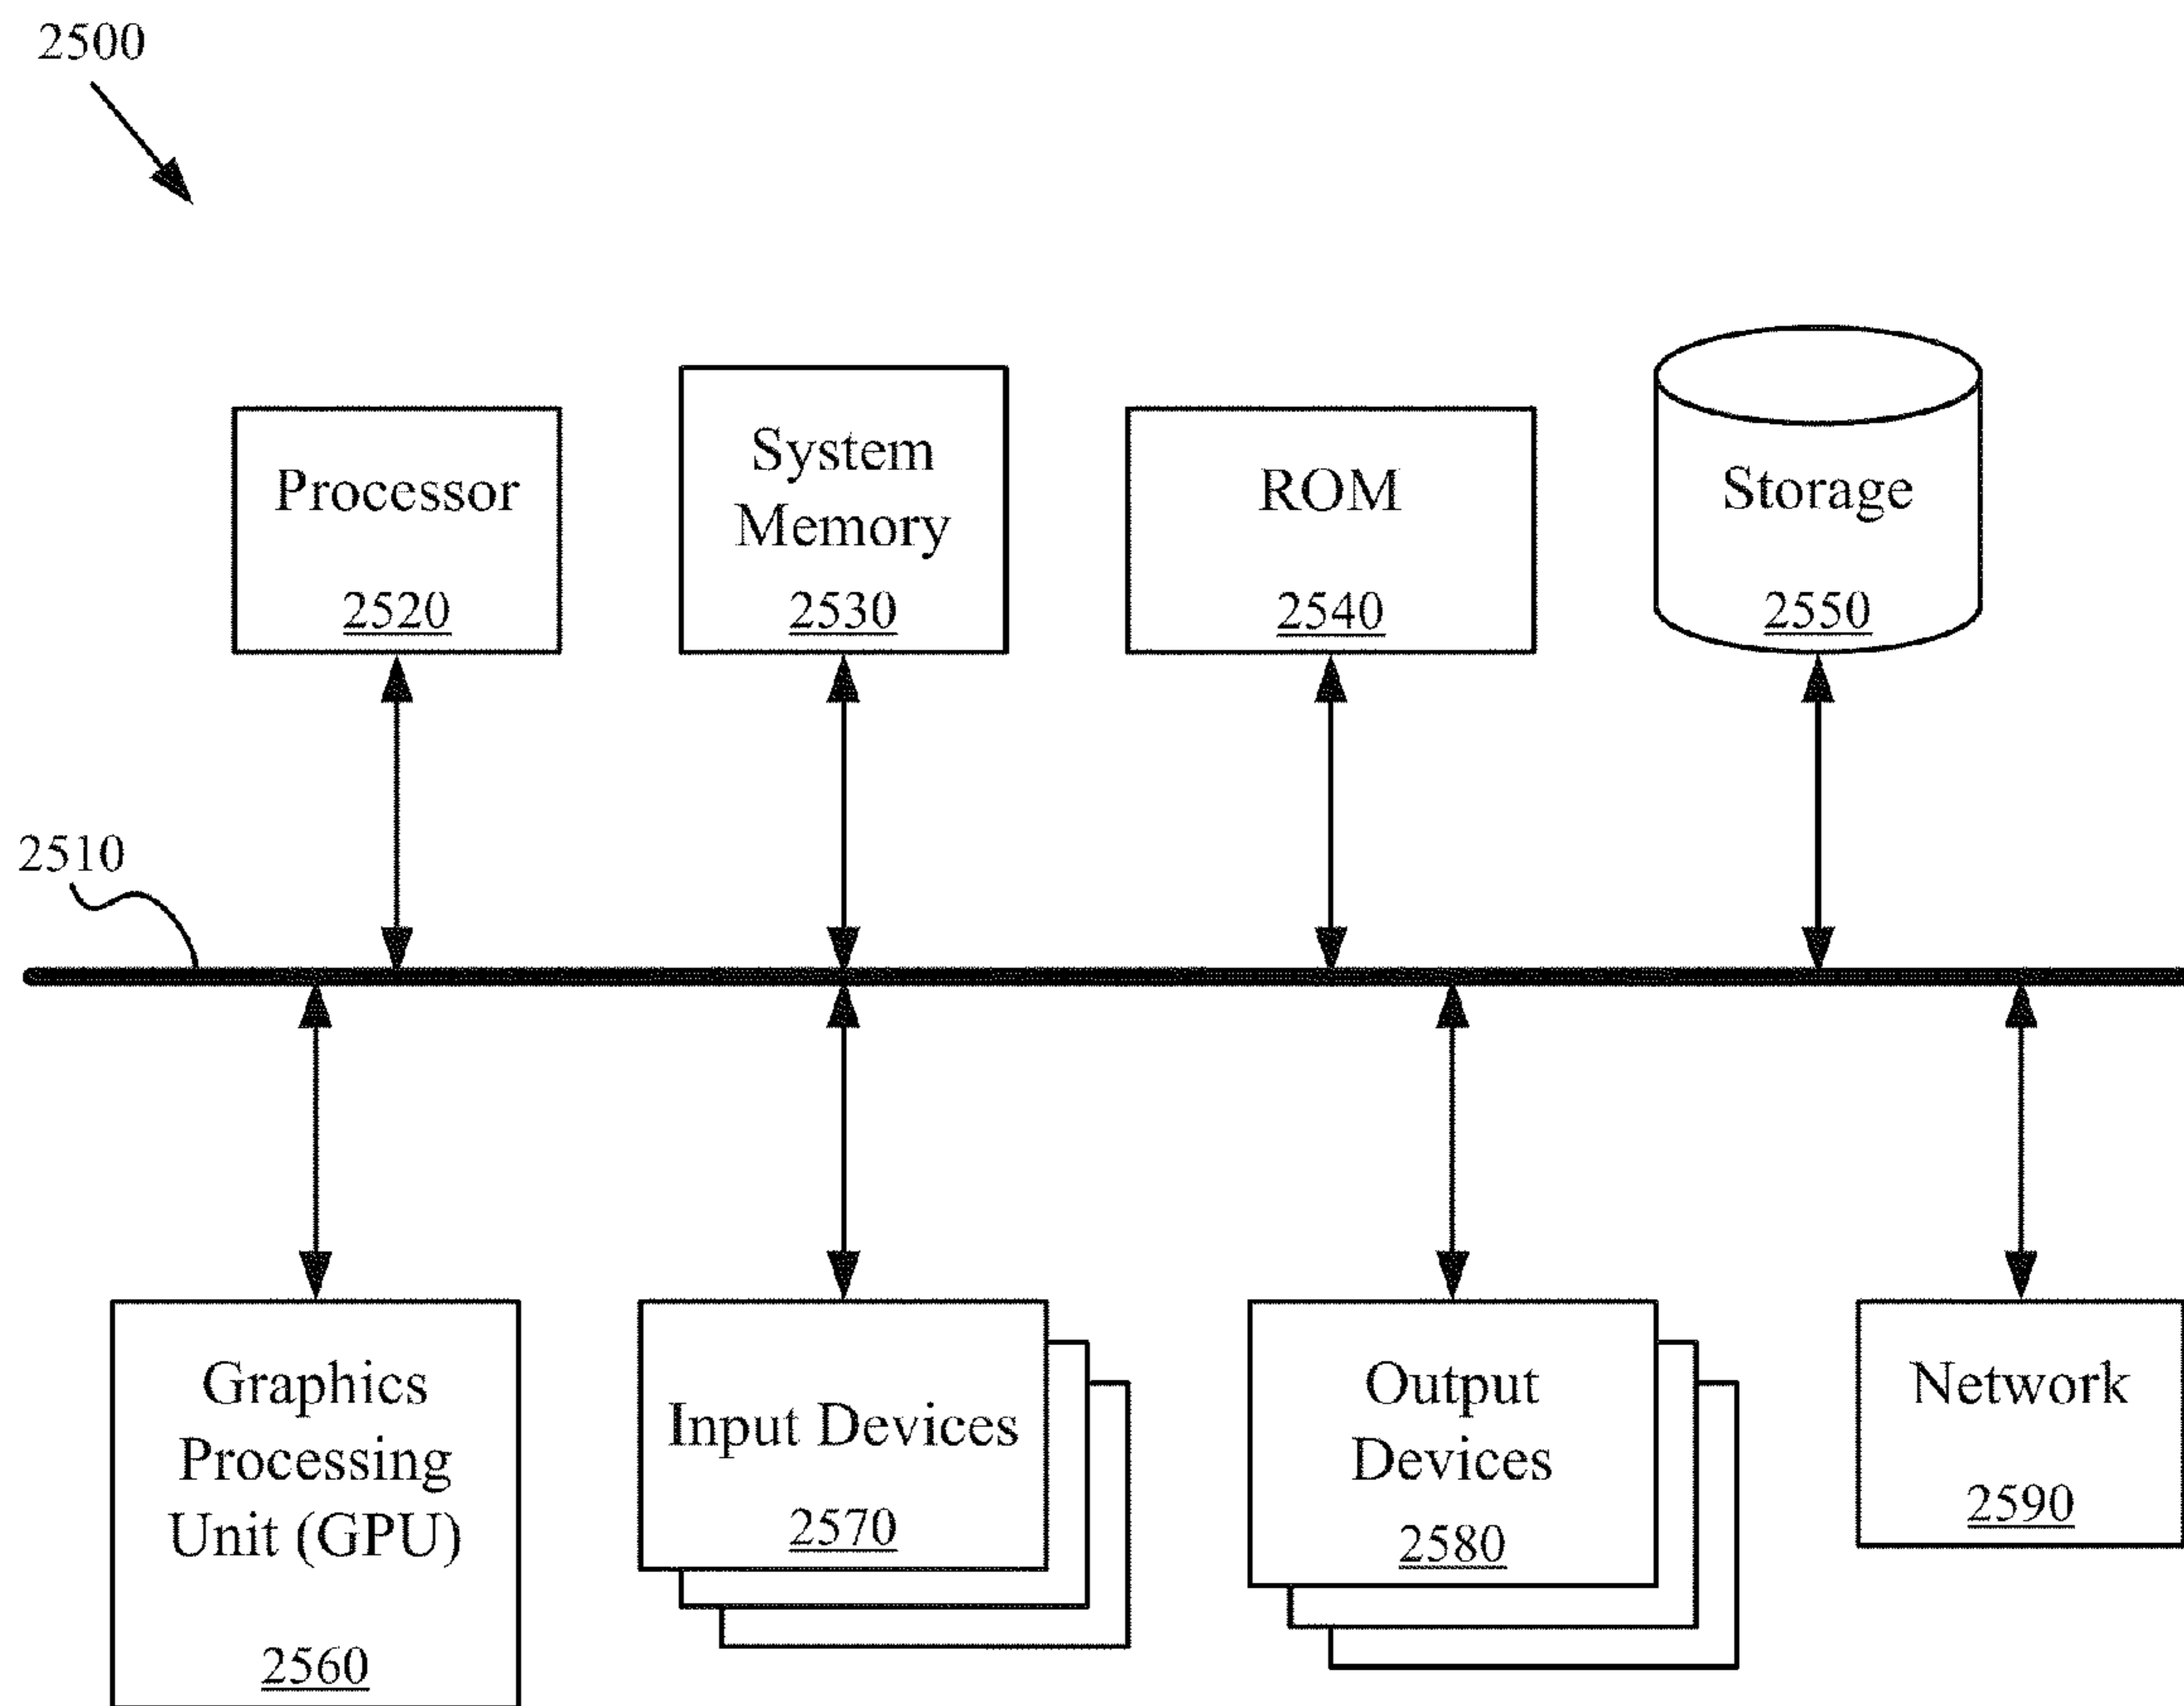 2500
Processor
2520
System
Memory
2530
ROM
2540
Storage
2550
2510
Graphics
Processing
Unit (GPU)
2560
Input Devices
2570
Output
Devices
2580
Network
2590